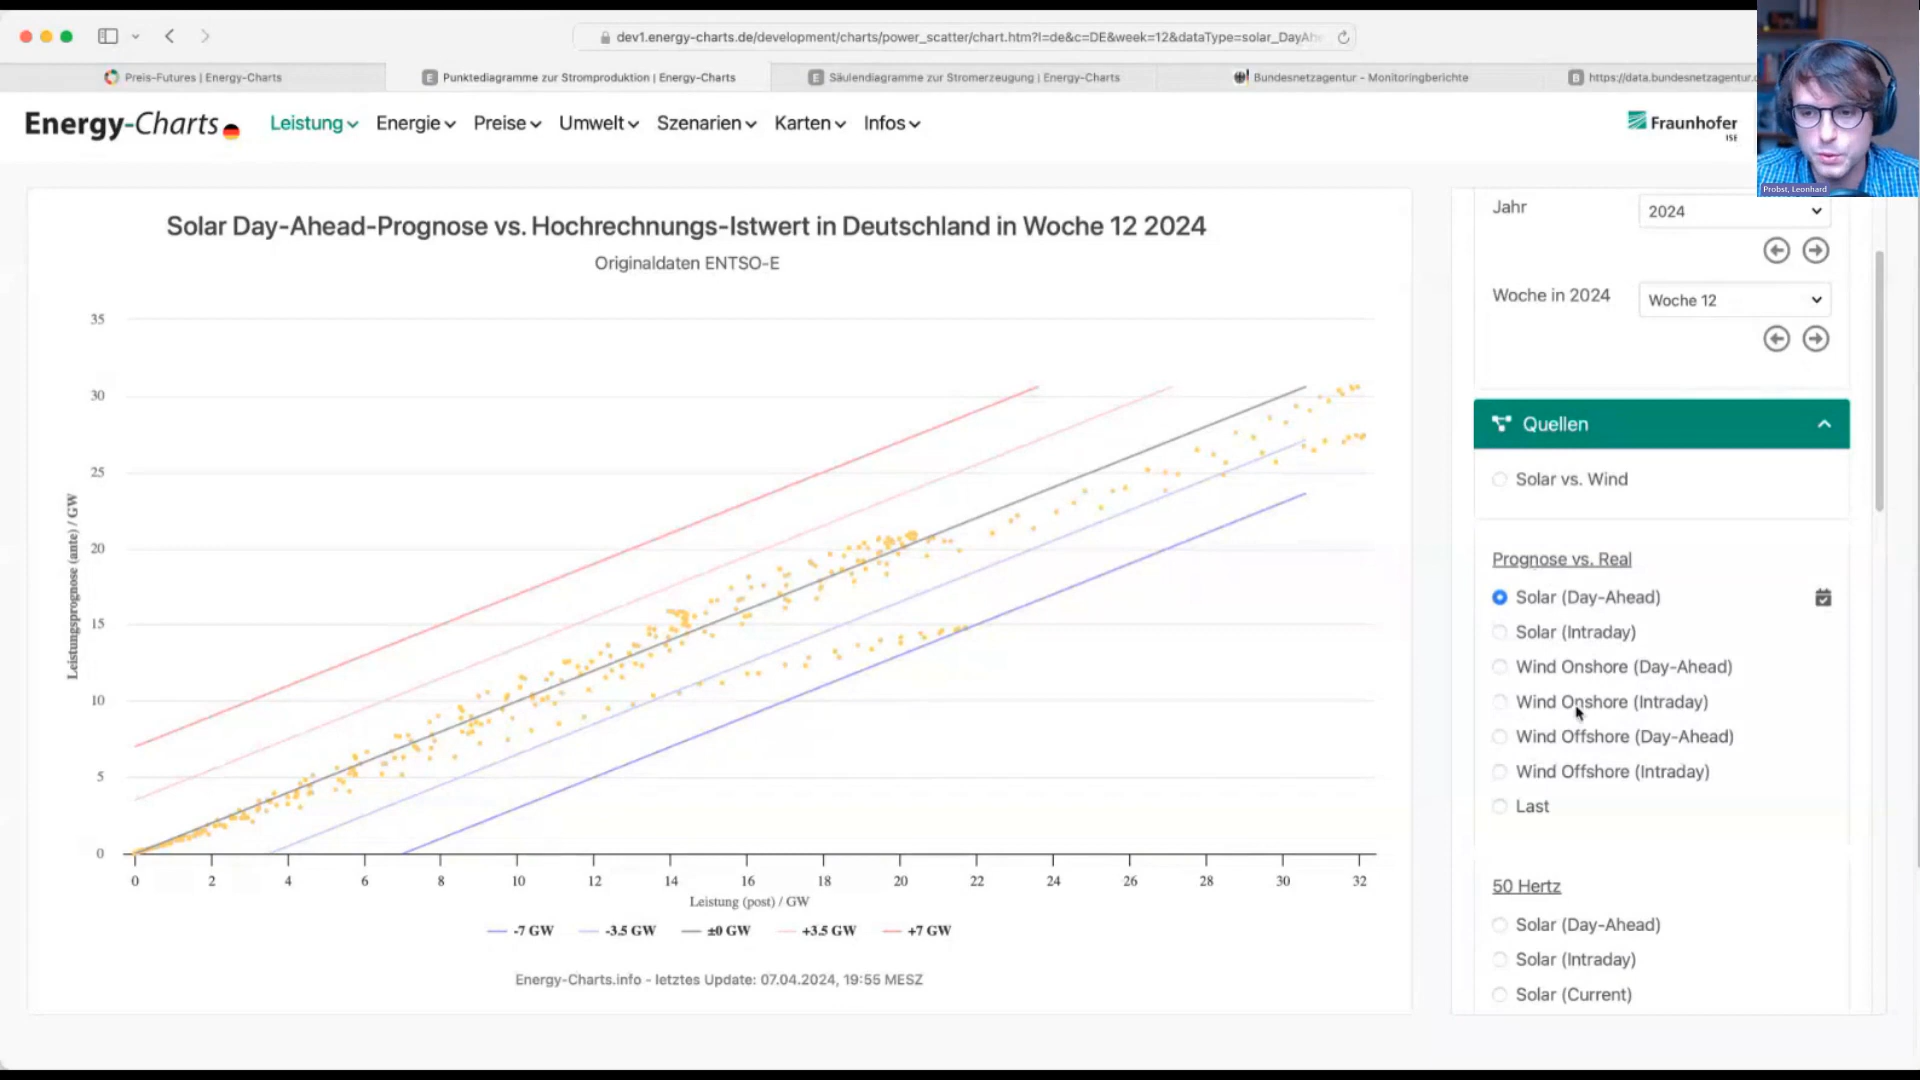 dev1.energy-charts.de/development/charts/power_scatter/chart.htm?l=de&c=DE&week=12&dataType=solar_DayAh
Preis-Futures | Energy-Charts
Punktediagramme zur Stromproduktion | Energy-Charts
Säulendiagramme zur Stromerzeugung | Energy-Charts
Bundesnetzagentur - Monitoringberichte
https://data.bundesnetzagentur.d
Energy-Charts
Leistung
Energie
Preise
Umwelt
Szenarien
Karten
Infos
Fraunhofer
ISE
Probst, Leonhard
Solar Day-Ahead-Prognose vs. Hochrechnungs-Istwert in Deutschland in Woche 12 2024
Originaldaten ENTSO-E
35
30
25
20
15
10
5
0
Leistungsprognose (ante) / GW
0 2 4 6 8 10 12 14 16 18 20 22 24 26 28 30 32
Leistung (post) / GW
-7 GW
-3.5 GW
±0 GW
+3.5 GW
+7 GW
Energy-Charts.info - letztes Update: 07.04.2024, 19:55 MESZ
Jahr
2024
Woche in 2024
Woche 12
Quellen
Solar vs. Wind
Prognose vs. Real
Solar (Day-Ahead)
Solar (Intraday)
Wind Onshore (Day-Ahead)
Wind Onshore (Intraday)
Wind Offshore (Day-Ahead)
Wind Offshore (Intraday)
Last
50 Hertz
Solar (Day-Ahead)
Solar (Intraday)
Solar (Current)